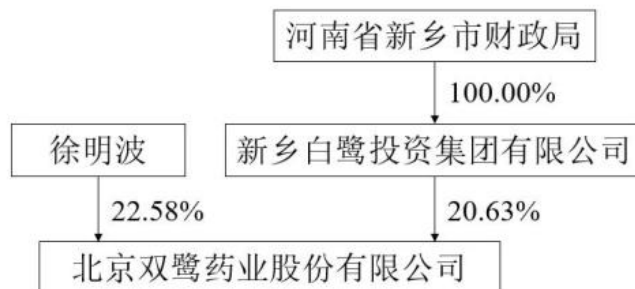 河南省新乡市财政局
100.00%
徐明波
新乡白鹭投资集团有限公司
22.58%
20.63%
北京双鹭药业股份有限公司